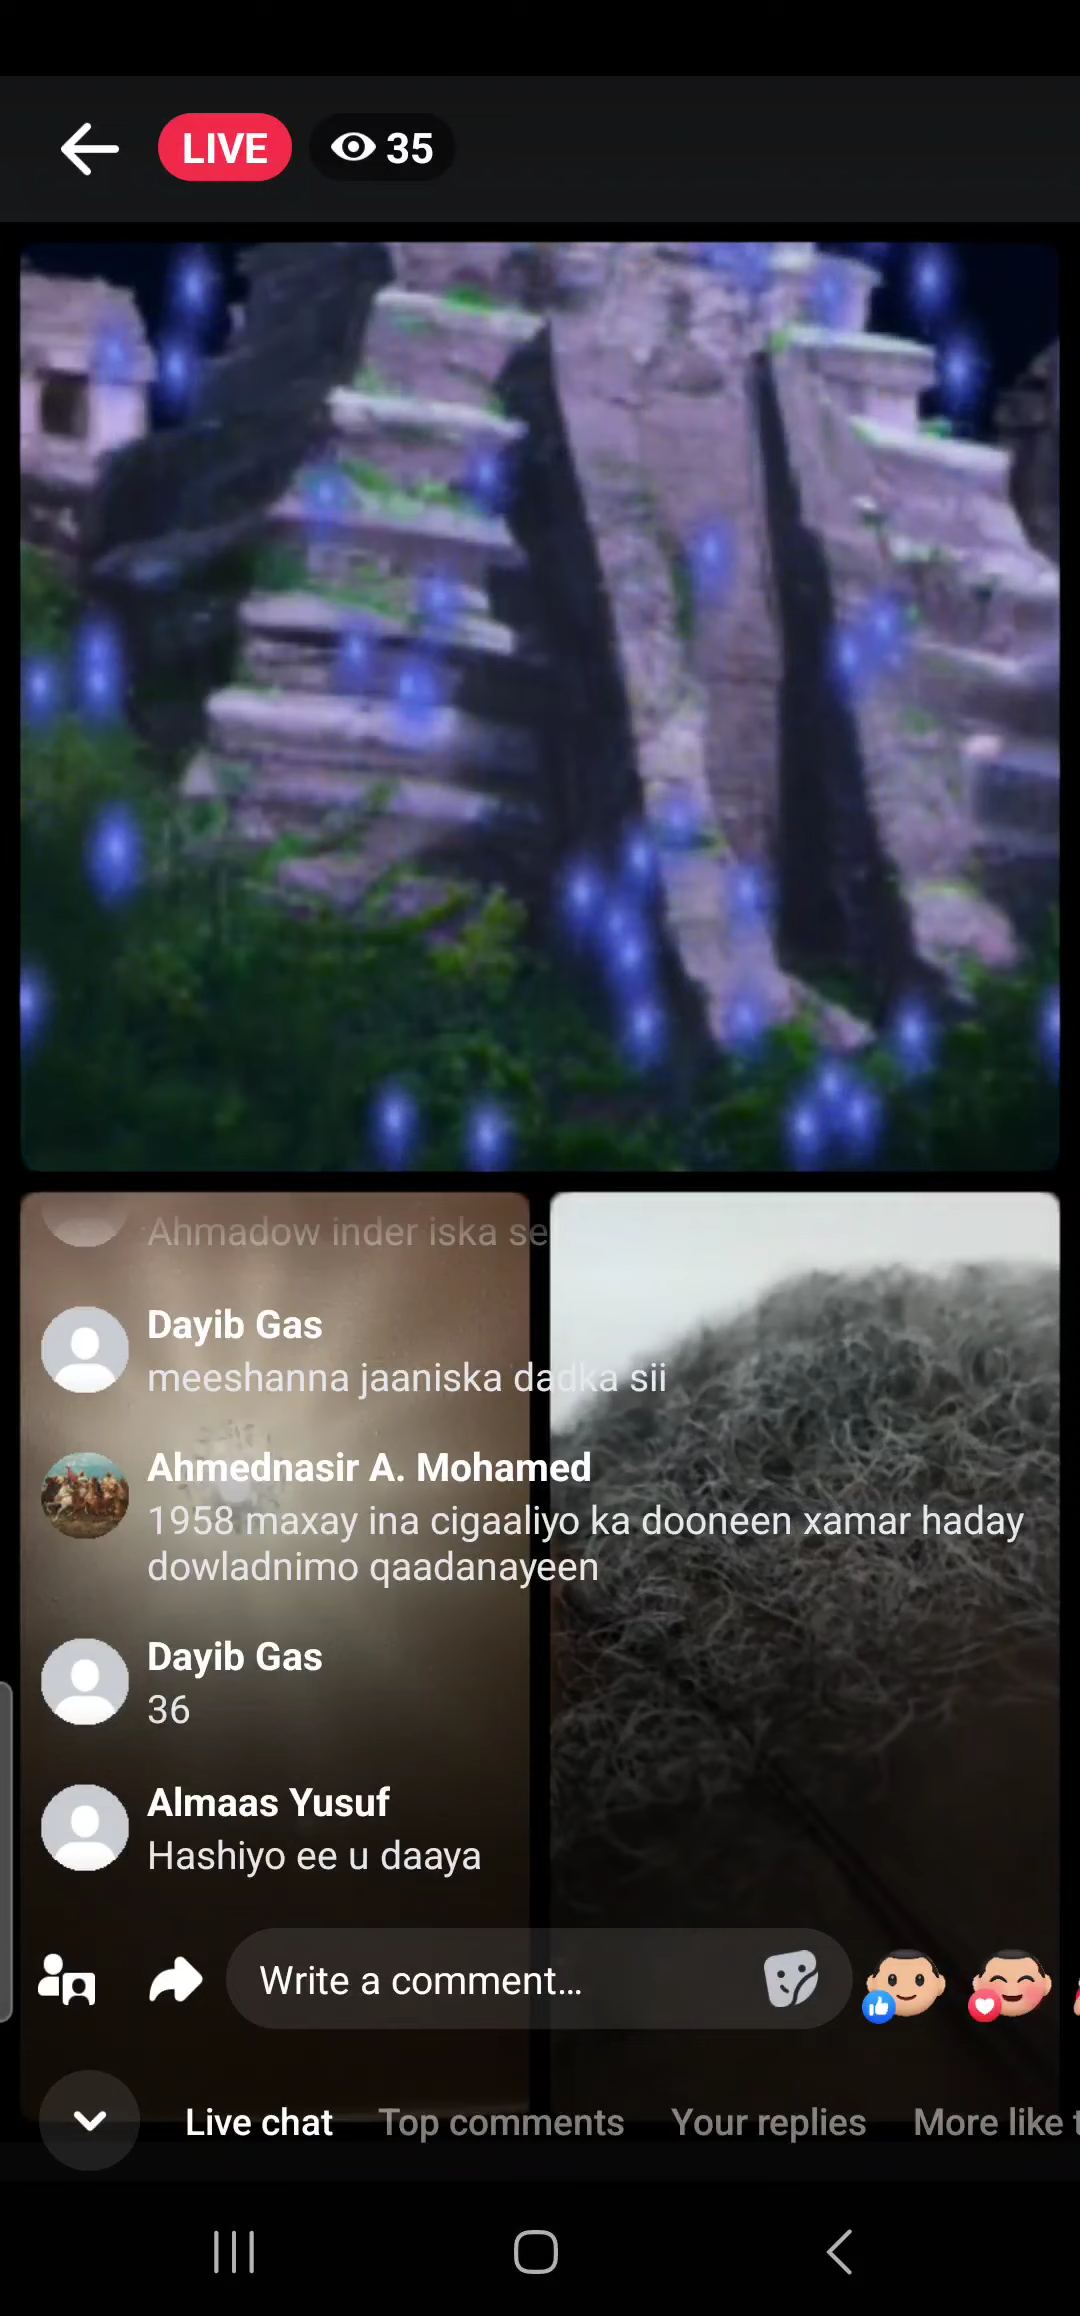 LIVE
35
Ahmadow inder iska se
Dayib Gas
meeshanna jaaniska dadka sii
Ahmednasir A. Mohamed
1958 maxay ina cigaaliyo ka dooneen xamar haday
dowladnimo qaadanayeen
Dayib Gas
36
Almaas Yusuf
Hashiyo ee u daaya
Write a comment...
Live chat
Top comments
Your replies
More like